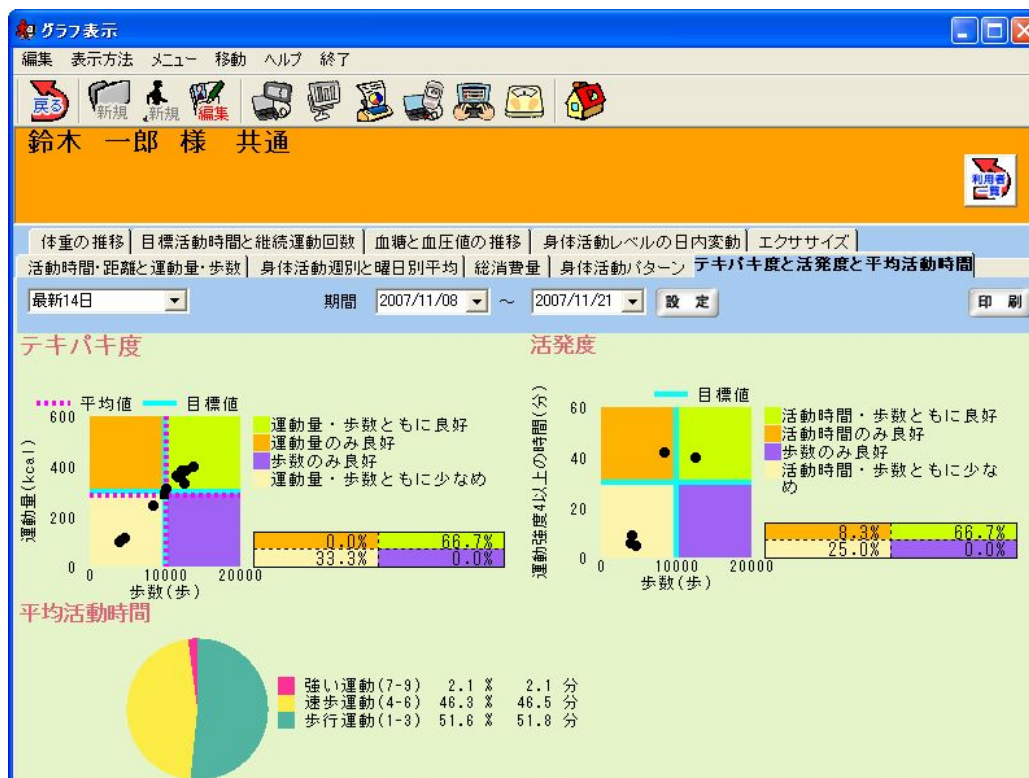 グラフ表示
編集 表示方法 メニュー 移動 ヘルプ 終了
戻る 新規 新規 編集
鈴木 一郎 様 共通
利用者一覧
体重の推移 目標活動時間と継続運動回数 血糖と血圧値の推移 身体活動レベルの日内変動 エクササイズ
活動時間・距離と運動量・歩数 身体活動週別と曜日別平均 総消費量 身体活動パターン テキパキ度と活発度と平均活動時間
最新14日 期間 2007/11/08 ～ 2007/11/21 設 定 印 刷
テキパキ度
平均値 目標値
運動量(kcal)
600
400
200
0
0 10000 20000
歩数(歩)
運動量・歩数ともに良好
運動量のみ良好
歩数のみ良好
運動量・歩数ともに少なめ
0.0% 66.7%
33.3% 0.0%
活発度
目標値
運動強度4以上の時間(分)
60
40
20
0
0 10000 20000
歩数(歩)
活動時間・歩数ともに良好
活動時間のみ良好
歩数のみ良好
活動時間・歩数ともに少な
め
8.3% 66.7%
25.0% 0.0%
平均活動時間
強い運動(7-9) 2.1 % 2.1 分
速歩運動(4-6) 46.3 % 46.5 分
歩行運動(1-3) 51.6 % 51.8 分